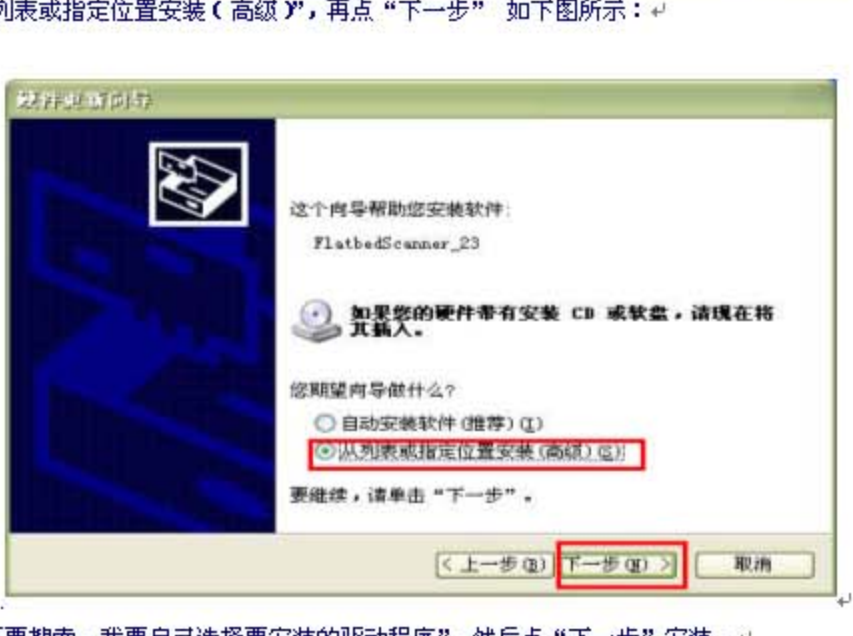 列表或指定位置安装(高级)”,再点“下一步” 如下图所示:
硬件更新向导
这个向导帮助您安装软件:
FlatbedScanner_23
如果您的硬件带有安装 CD 或软盘,请现在将
其插入。
您期望向导做什么?
自动安装软件(推荐)(I)
从列表或指定位置安装(高级)(S)
要继续,请单击“下一步”。
< 上一步(B) 下一步(N) > 取消
要搜索 我要自己选择要安装的驱动程序” 然后点“下一步”安装